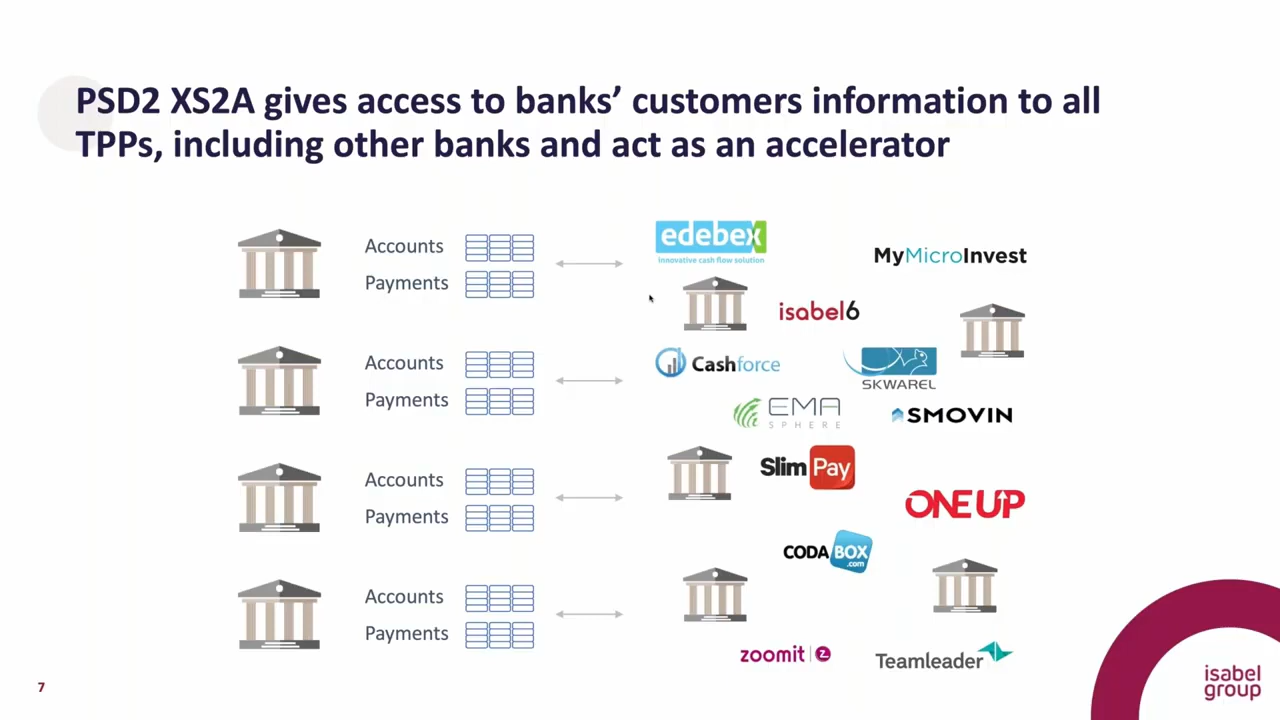 PSD2 XS2A gives access to banks’ customers information to all
TPPs, including other banks and act as an accelerator
Accounts
Payments
Accounts
Payments
Accounts
Payments
Accounts
Payments
edebex
innovative cash flow solution
MyMicroInvest
isabel6
Cashforce
SKWAREL
EMA
SPHERE
SMOVIN
Slim Pay
ONE UP
CODA BOX
.com
zoomit
Teamleader
7
isabel
group